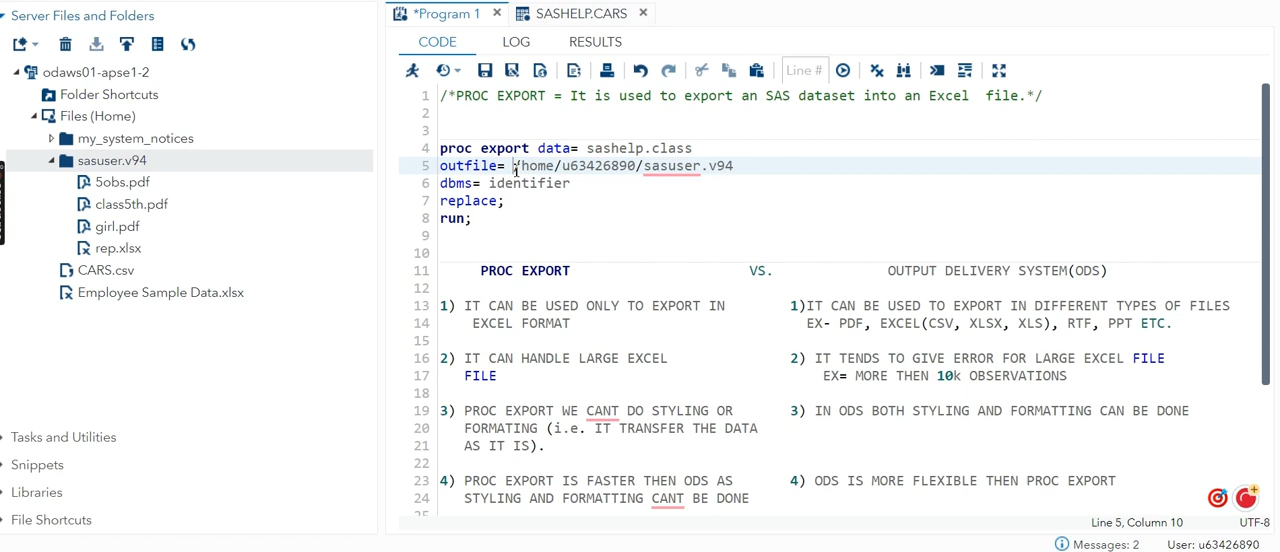 Server Files and Folders
odaws01-apse1-2
Folder Shortcuts
Files (Home)
my_system_notices
sasuser.v94
5obs.pdf
class5th.pdf
girl.pdf
rep.xlsx
CARS.csv
Employee Sample Data.xlsx
Tasks and Utilities
Snippets
Libraries
File Shortcuts
*Program 1
SASHELP.CARS
CODE LOG RESULTS
Line #
1 /*PROC EXPORT = It is used to export an SAS dataset into an Excel  file.*/
2
3
4 proc export data= sashelp.class
5 outfile= /home/u63426890/sasuser.v94
6 dbms= identifier
7 replace;
8 run;
9
10
11 PROC EXPORT VS. OUTPUT DELIVERY SYSTEM(ODS)
12
13 1) IT CAN BE USED ONLY TO EXPORT IN 1)IT CAN BE USED TO EXPORT IN DIFFERENT TYPES OF FILES
14 EXCEL FORMAT EX- PDF, EXCEL(CSV, XLSX, XLS), RTF, PPT ETC.
15
16 2) IT CAN HANDLE LARGE EXCEL 2) IT TENDS TO GIVE ERROR FOR LARGE EXCEL FILE
17 FILE EX= MORE THEN 10k OBSERVATIONS
18
19 3) PROC EXPORT WE CANT DO STYLING OR 3) IN ODS BOTH STYLING AND FORMATTING CAN BE DONE
20 FORMATING (i.e. IT TRANSFER THE DATA
21 AS IT IS).
22
23 4) PROC EXPORT IS FASTER THEN ODS AS 4) ODS IS MORE FLEXIBLE THEN PROC EXPORT
24 STYLING AND FORMATTING CANT BE DONE
25
Line 5, Column 10 UTF-8
Messages: 2 User: u63426890